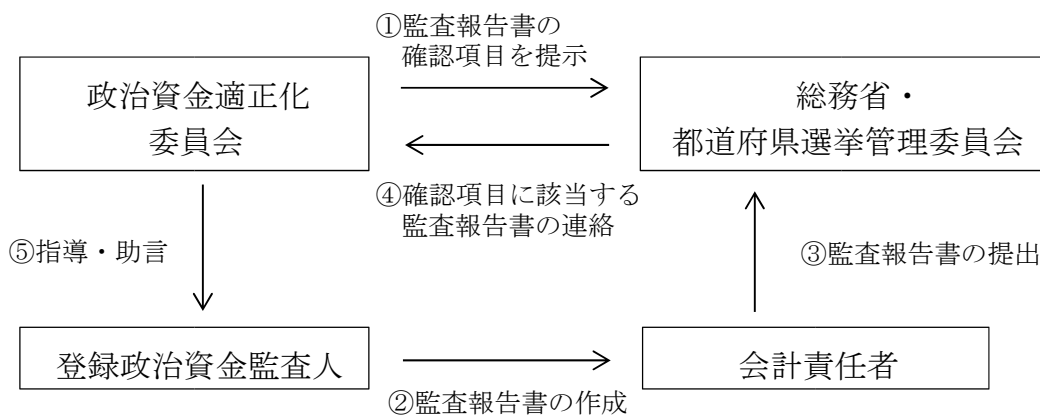 ①監査報告書の
確認項目を提示
政治資金適正化
委員会
総務省・
都道府県選挙管理委員会
④確認項目に該当する
監査報告書の連絡
⑤指導・助言
③監査報告書の提出
登録政治資金監査人
会計責任者
②監査報告書の作成